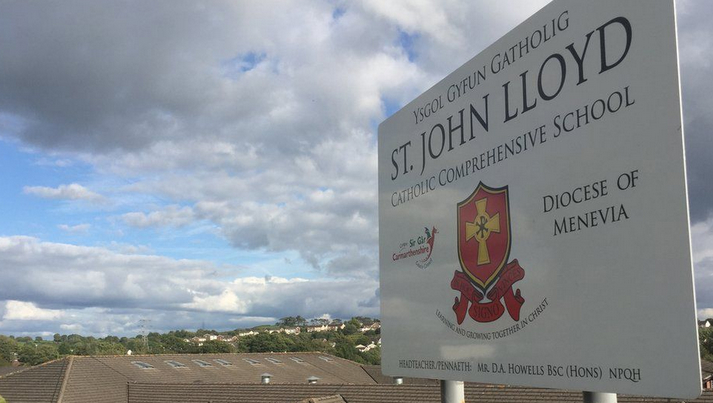 Ysgol Gyfun Gatholig
St. John Lloyd
Catholic Comprehensive School
Diocese of
Menevia
Sir Gâr
Carmarthenshire
Learning and Growing Together in Christ
Headteacher/Pennaeth: Mr. D.A. Howells BSc (Hons) NPQH